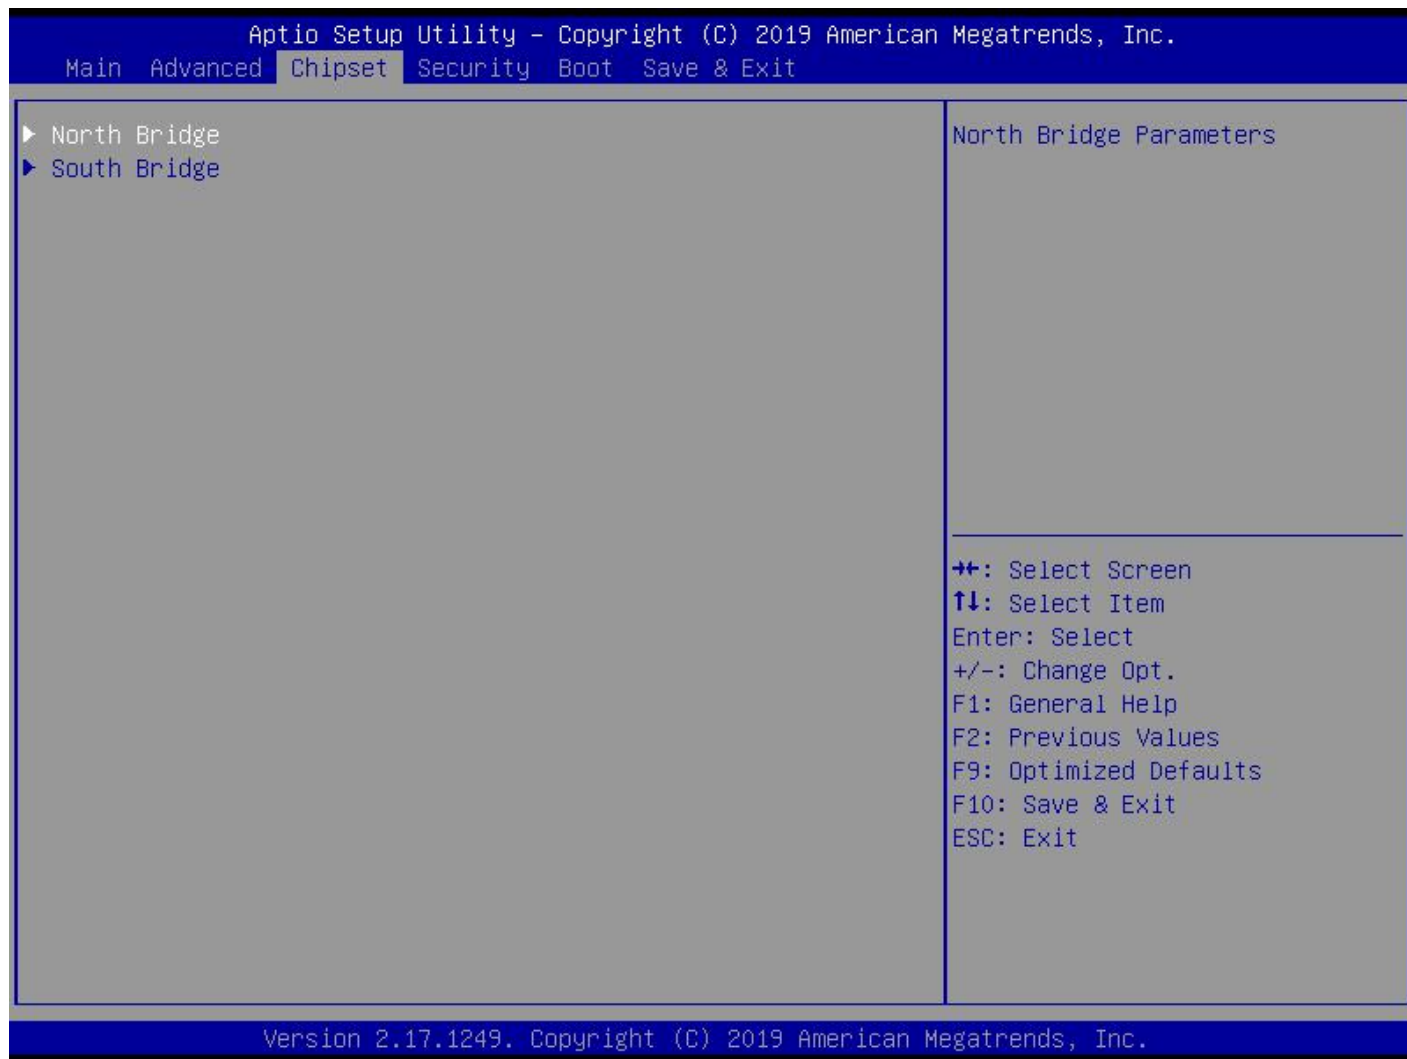 Aptio Setup Utility – Copyright (C) 2019 American Megatrends, Inc.
Main Advanced Chipset Security Boot Save & Exit
▶ North Bridge
▶ South Bridge
North Bridge Parameters
→←: Select Screen
↑↓: Select Item
Enter: Select
+/-: Change Opt.
F1: General Help
F2: Previous Values
F9: Optimized Defaults
F10: Save & Exit
ESC: Exit
Version 2.17.1249. Copyright (C) 2019 American Megatrends, Inc.